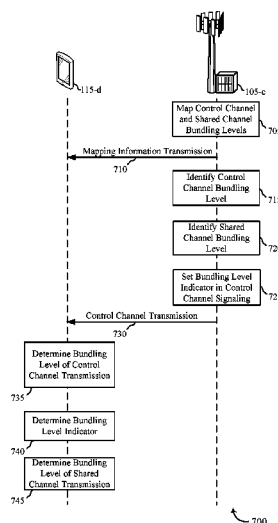 115-d
105-c
Map Control Channel
and Shared Channel
Bundling Levels
Mapping Information Transmission
710
Identify Control
Channel Bundling
Level
Identify Shared
Channel Bundling
Level
Set Bundling Level
Indicator in Control
Channel Signaling
Control Channel Transmission
730
Determine Bundling
Level of Control
Channel Transmission
735
Determine Bundling
Level Indicator
740
Determine Bundling
Level of Shared
Channel Transmission
745
700